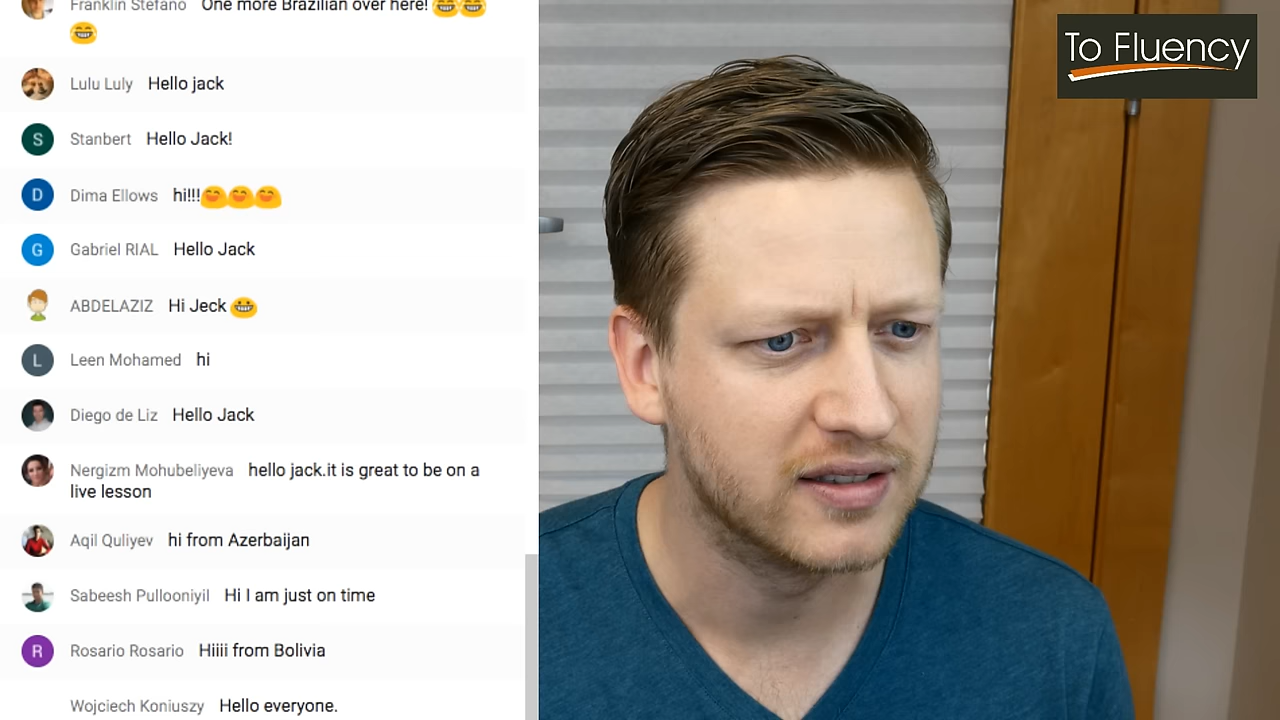 Franklin Stefano One more Brazilian over here! 😂😂
😂
Lulu Luly Hello jack
S Stanbert Hello Jack!
D Dima Ellows hi!!!😊😊😊
G Gabriel RIAL Hello Jack
ABDELAZIZ Hi Jeck 😀
L Leen Mohamed hi
Diego de Liz Hello Jack
Nergizm Mohubeliyeva hello jack.it is great to be on a
live lesson
Aqil Quliyev hi from Azerbaijan
Sabeesh Pullooniyil Hi I am just on time
R Rosario Rosario Hiiii from Bolivia
Wojciech Koniuszy Hello everyone.
To Fluency